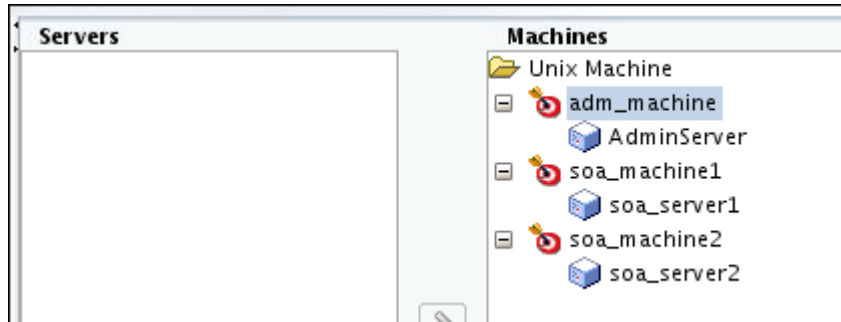 Servers
Machines
Unix Machine
adm_machine
AdminServer
soa_machine1
soa_server1
soa_machine2
soa_server2